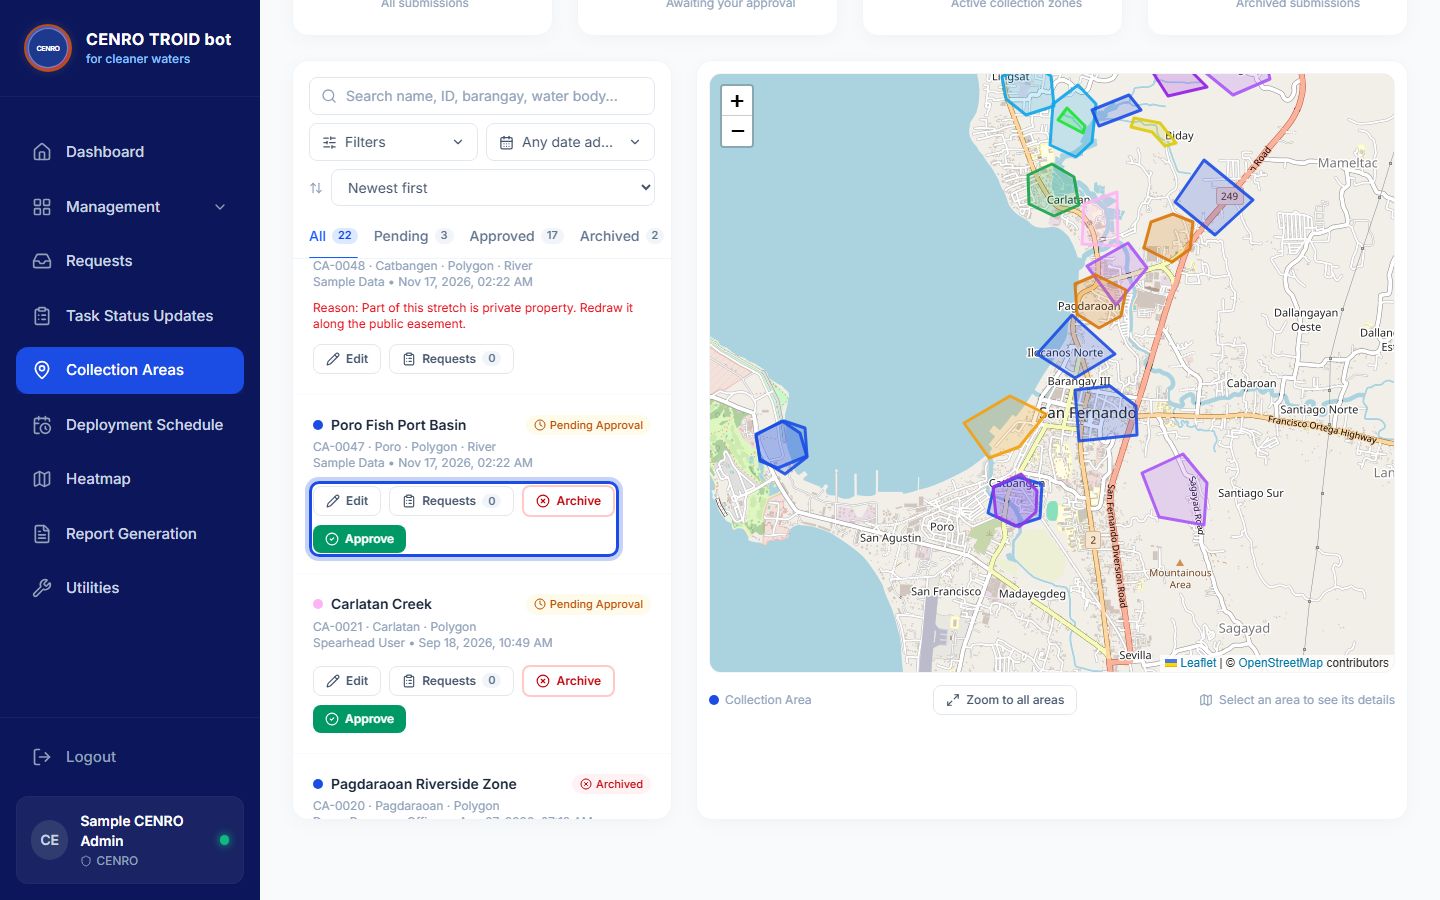 CENRO
CENRO TROID bot
for cleaner waters
Dashboard
Management
Requests
Task Status Updates
Collection Areas
Deployment Schedule
Heatmap
Report Generation
Utilities
Logout
CE
Sample CENRO Admin
CENRO
All submissions
Awaiting your approval
Active collection zones
Archived submissions
Search name, ID, barangay, water body...
Filters
Any date ad...
Newest first
All 22
Pending 3
Approved 17
Archived 2
CA-0048 · Catbangen · Polygon · River
Sample Data • Nov 17, 2026, 02:22 AM
Reason: Part of this stretch is private property. Redraw it
along the public easement.
Edit
Requests 0
Poro Fish Port Basin
Pending Approval
CA-0047 · Poro · Polygon · River
Sample Data • Nov 17, 2026, 02:22 AM
Edit
Requests 0
Archive
Approve
Carlatan Creek
Pending Approval
CA-0021 · Carlatan · Polygon
Spearhead User • Sep 18, 2026, 10:49 AM
Edit
Requests 0
Archive
Approve
Pagdaraoan Riverside Zone
Archived
CA-0020 · Pagdaraoan · Polygon
+
−
Lingsat
Biday
n Road
Mameltac
Carlatan
249
Pagdaraoan
Dallangayan
Oeste
Dallan
Es
Ilocanos Norte
Barangay III
Cabaroan
San Fernando
Santiago Norte
Francisco Ortega Highway
Lan
Catbangen
Sagayad Road
Santiago Sur
San Fernando Diversion Road
Poro
San Agustin
2
Mountainous
Area
San Francisco
Madayegdeg
Sagayad
Sevilla
Leaflet | © OpenStreetMap contributors
Collection Area
Zoom to all areas
Select an area to see its details